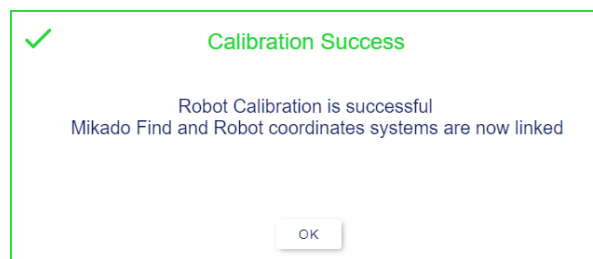 Calibration Success
Robot Calibration is successful
Mikado Find and Robot coordinates systems are now linked
OK